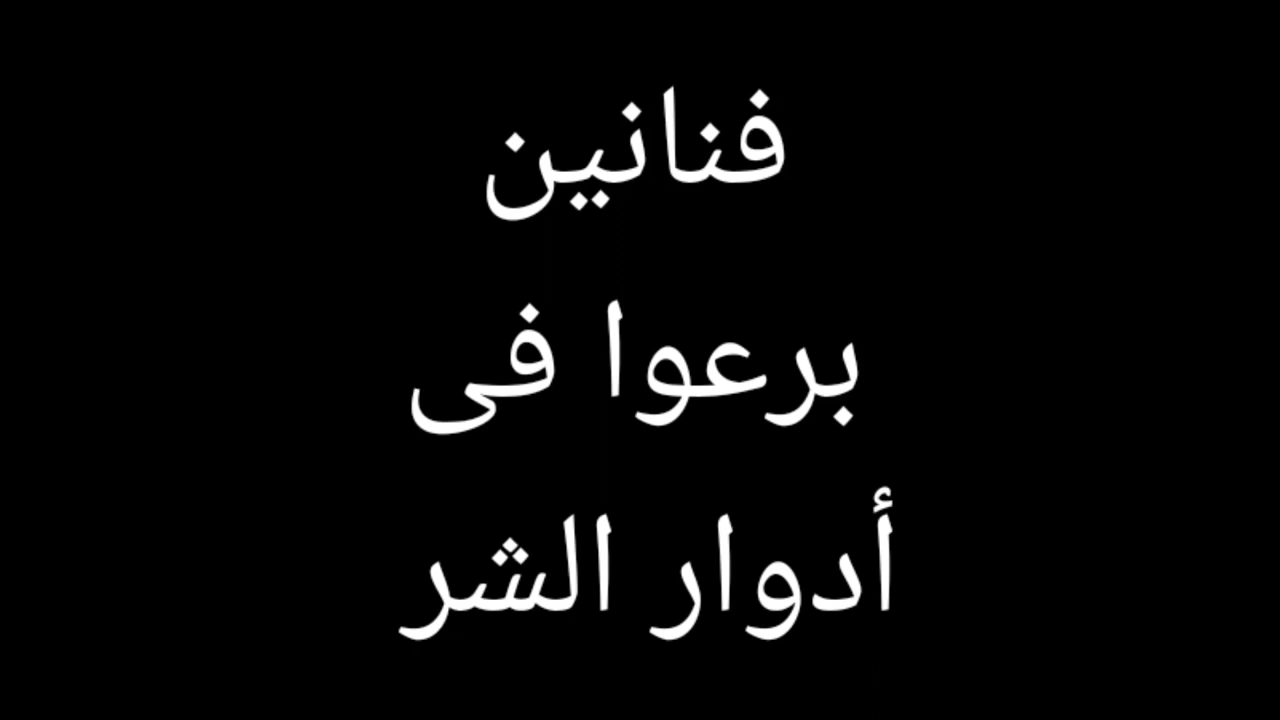 فنانين
برعوا فى
أدوار الشر